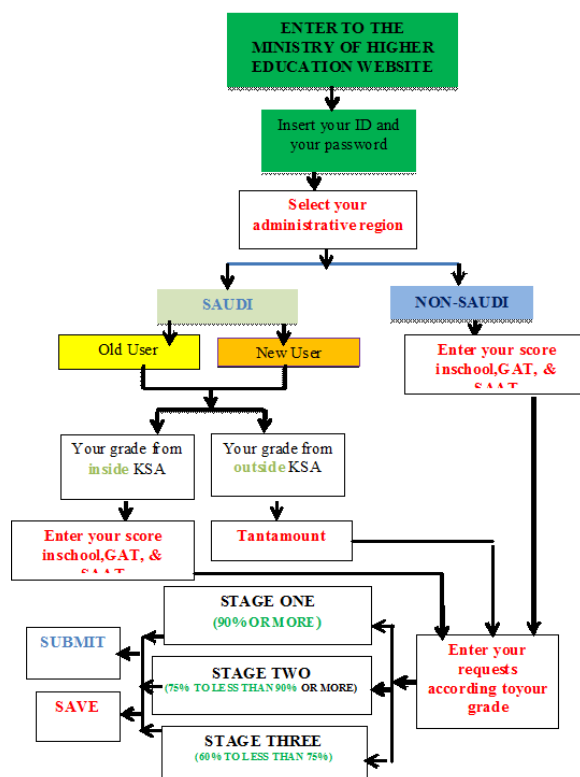 ENTER TO THE
MINISTRY OF HIGHER
EDUCATION WEBSITE
Insert your ID and
your password
Select your
administrative region
SAUDI
NON-SAUDI
Old User
New User
Enter your score
inschool,GAT, &
SAAT
Your grade from
inside KSA
Your grade from
outside KSA
Enter your score
inschool,GAT, &
SAAT
Tantamount
STAGE ONE
(90% OR MORE)
SUBMIT
STAGE TWO
(75% TO LESS THAN 90% OR MORE)
Enter your
requests
according toyour
grade
SAVE
STAGE THREE
(60% TO LESS THAN 75%)